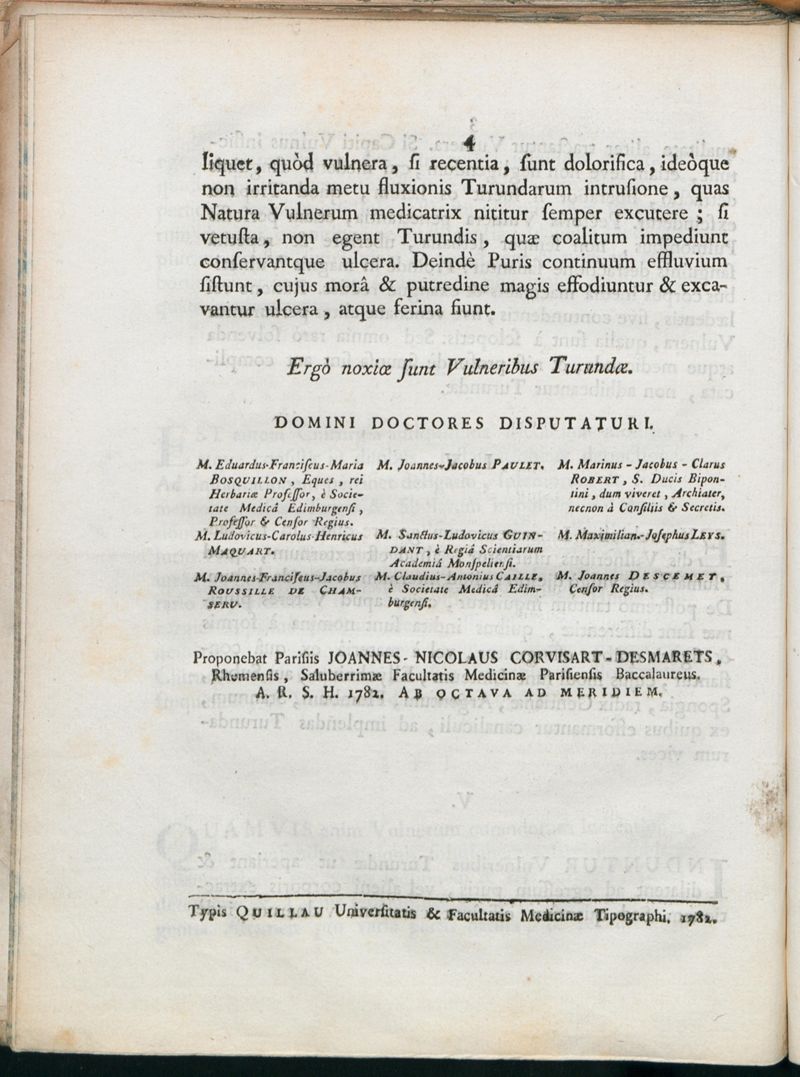 4
liquet, quòd vulnera, ſi recentia, ſunt dolorifica, ideòque
non irritanda metu fluxionis Turundarum intruſione, quas
Natura Vulnerum medicatrix nititur ſemper excutere; ſi
vetuſta, non egent Turundis, quæ coalitum impediunt
conſervantque ulcera. Deindè Puris continuum effluvium
ſiſtunt, cujus morâ & putredine magis effodiuntur & exca-
vantur ulcera, atque ferina fiunt.
Ergò noxiæ ſunt Vulneribus Turundæ.
DOMINI DOCTORES DISPUTATURI.
M. Eduardus-Franciſcus-Maria
BOSQUILLON, Eques, rei
Herbariæ Profeſſor, è Socie-
tate Medicâ Edimburgenſi,
Profeſſor & Cenſor Regius.
M. Joannes-Jacobus PAULET.
M. Marinus-Jacobus-Clarus
ROBERT, S. Ducis Bipon-
tini, dum viveret, Archiater,
necnon à Conſiliis & Secretis.
M. Ludovicus-Carolus-Henricus
MAQUART.
M. Sanctus-Ludovicus GUIN-
DANT, è Regiâ Scientiarum
Academiâ Monſpelienſi.
M. Maximilian.-Joſephus LEYS.
M. Joannes-Franciſcus-Jacobus
ROUSSILLE DE CHAM-
SERU.
M. Claudius-Antonius CAILLE,
è Societate Medicâ Edim-
burgenſi.
M. Joannes DESCEMET,
Cenſor Regius.
Proponebat Pariſiis JOANNES-NICOLAUS CORVISART-DESMARETS,
Rhemenſis, Saluberrimæ Facultatis Medicinæ Pariſienſis Baccalaureus.
A. R. S. H. 1782. AB OCTAVA AD MERIDIEM.
Typis QUILLAU Univerſitatis & Facultatis Medicinæ Tipographi, 1782.